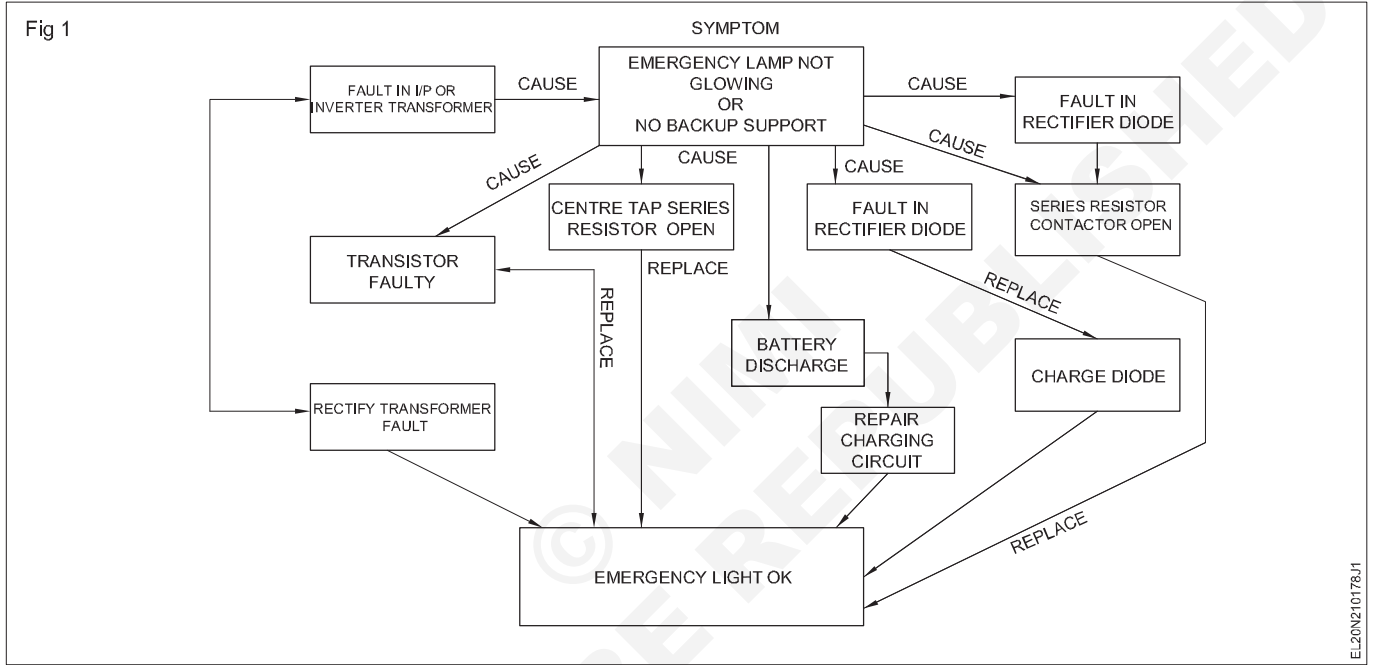 Fig 1
SYMPTOM
EMERGENCY LAMP NOT
GLOWING
OR
NO BACKUP SUPPORT
FAULT IN I/P OR
INVERTER TRANSFORMER
CAUSE
CAUSE
FAULT IN
RECTIFIER DIODE
CAUSE
CAUSE
CAUSE
CAUSE
CENTRE TAP SERIES
RESISTOR OPEN
FAULT IN
RECTIFIER DIODE
SERIES RESISTOR
CONTACTOR OPEN
TRANSISTOR
FAULTY
REPLACE
REPLACE
REPLACE
BATTERY
DISCHARGE
CHARGE DIODE
RECTIFY TRANSFORMER
FAULT
REPAIR
CHARGING
CIRCUIT
REPLACE
EMERGENCY LIGHT OK
EL20N210178J1
© NIMI
BE REPUBLISHED